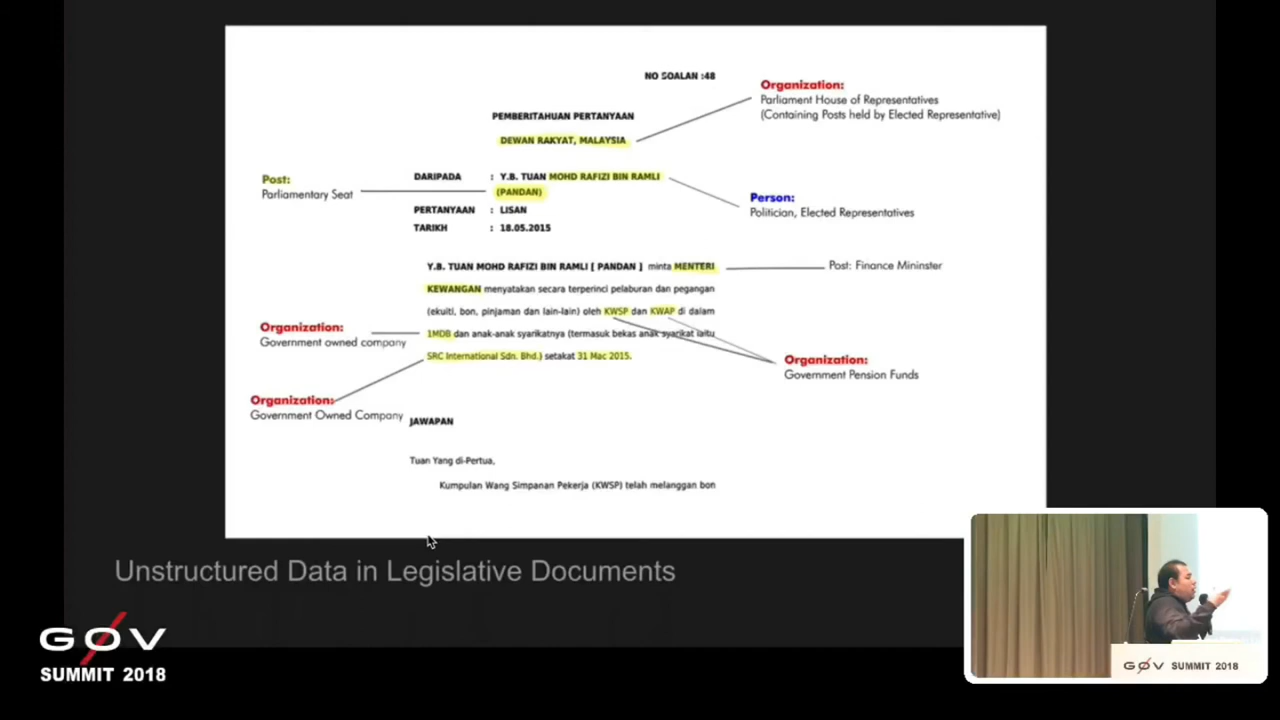 NO SOALAN :48
Organization:
Parliament House of Representatives
(Containing Posts held by Elected Representative)
PEMBERITAHUAN PERTANYAAN
DEWAN RAKYAT, MALAYSIA
Post:
Parliamentary Seat
DARIPADA : Y.B. TUAN MOHD RAFIZI BIN RAMLI
(PANDAN)
Person:
Politician, Elected Representatives
PERTANYAAN : LISAN
TARIKH : 18.05.2015
Y.B. TUAN MOHD RAFIZI BIN RAMLI [ PANDAN ] minta MENTERI
Post: Finance Mininster
KEWANGAN menyatakan secara terperinci pelaburan dan pegangan
(ekuiti, bon, pinjaman dan lain-lain) oleh KWSP dan KWAP di dalam
Organization:
Government owned company
1MDB dan anak-anak syarikatnya (termasuk bekas anak syarikat iaitu
SRC International Sdn. Bhd.) setakat 31 Mac 2015.
Organization:
Government Pension Funds
Organization:
Government Owned Company
JAWAPAN
Tuan Yang di-Pertua,
Kumpulan Wang Simpanan Pekerja (KWSP) telah melanggan bon
Unstructured Data in Legislative Documents
GØV
SUMMIT 2018
GØV SUMMIT 2018